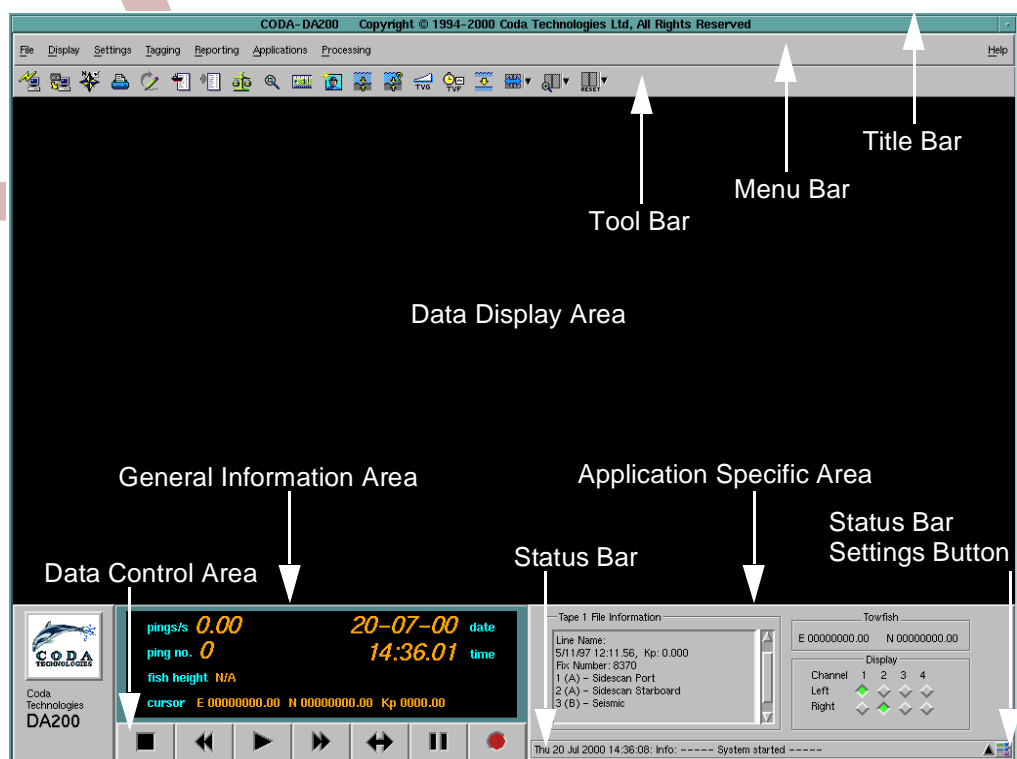 CODA-DA200 Copyright © 1994-2000 Coda Technologies Ltd, All Rights Reserved
File Display Settings Tagging Reporting Applications Processing Help
TVG TVF RESET
Title Bar
Menu Bar
Tool Bar
Data Display Area
General Information Area
Application Specific Area
Status Bar
Settings Button
Status Bar
Data Control Area
CODA
TECHNOLOGIES
Coda
Technologies
DA200
pings/s 0.00 20-07-00 date
ping no. 0 14:36.01 time
fish height N/A
cursor E 00000000.00 N 00000000.00 Kp 0000.00
Tape 1 File Information
Line Name:
5/11/97 12:11.56, Kp: 0.000
Fix Number: 8370
1 (A) - Sidescan Port
2 (A) - Sidescan Starboard
3 (B) - Seismic
Towfish
E 00000000.00 N 00000000.00
Display
Channel 1 2 3 4
Left
Right
Thu 20 Jul 2000 14:36:08: Info: ----- System started -----